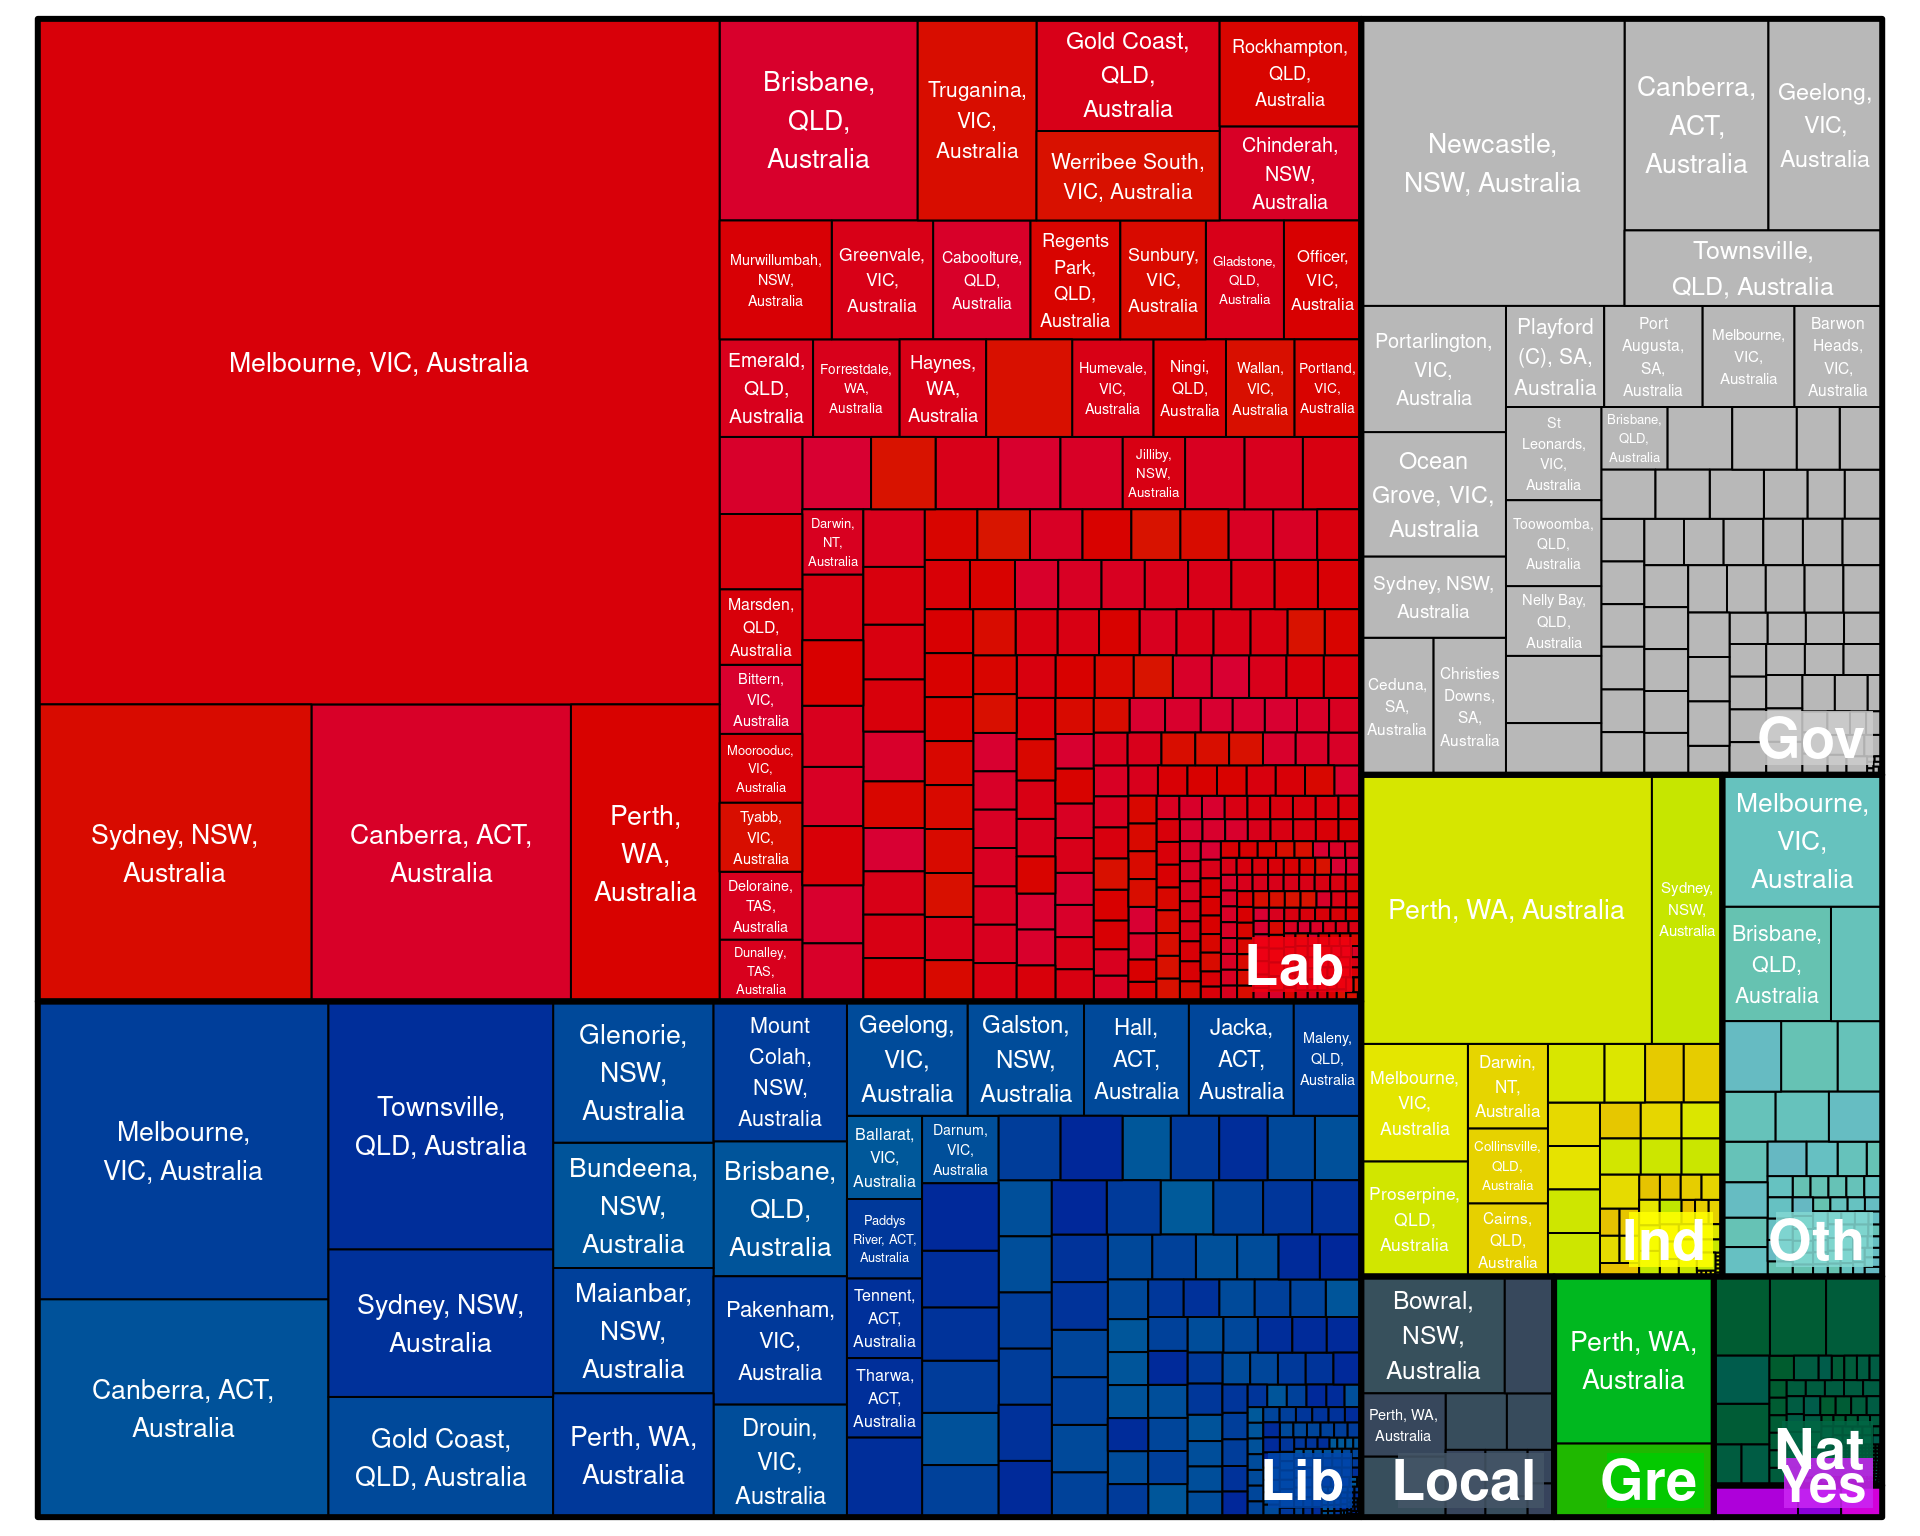 Melbourne, VIC, Australia
Sydney, NSW,
Australia
Canberra, ACT,
Australia
Perth,
WA,
Australia
Brisbane,
QLD,
Australia
Truganina,
VIC,
Australia
Gold Coast,
QLD,
Australia
Werribee South,
VIC, Australia
Rockhampton,
QLD,
Australia
Chinderah,
NSW,
Australia
Murwillumbah,
NSW,
Australia
Greenvale,
VIC,
Australia
Caboolture,
QLD,
Australia
Regents
Park,
QLD,
Australia
Sunbury,
VIC,
Australia
Gladstone,
QLD,
Australia
Officer,
VIC,
Australia
Emerald,
QLD,
Australia
Forrestdale,
WA,
Australia
Haynes,
WA,
Australia
Humevale,
VIC,
Australia
Ningi,
QLD,
Australia
Wallan,
VIC,
Australia
Portland,
VIC,
Australia
Jilliby,
NSW,
Australia
Darwin,
NT,
Australia
Marsden,
QLD,
Australia
Bittern,
VIC,
Australia
Moorooduc,
VIC,
Australia
Tyabb,
VIC,
Australia
Deloraine,
TAS,
Australia
Dunalley,
TAS,
Australia
Lab
Newcastle,
NSW, Australia
Canberra,
ACT,
Australia
Geelong,
VIC,
Australia
Townsville,
QLD, Australia
Portarlington,
VIC,
Australia
Playford
(C), SA,
Australia
Port
Augusta,
SA,
Australia
Melbourne,
VIC,
Australia
Barwon
Heads,
VIC,
Australia
Ocean
Grove, VIC,
Australia
St
Leonards,
VIC,
Australia
Brisbane,
QLD,
Australia
Toowoomba,
QLD,
Australia
Sydney, NSW,
Australia
Nelly Bay,
QLD,
Australia
Ceduna,
SA,
Australia
Christies
Downs,
SA,
Australia
Gov
Perth, WA, Australia
Sydney,
NSW,
Australia
Melbourne,
VIC,
Australia
Darwin,
NT,
Australia
Collinsville,
QLD,
Australia
Proserpine,
QLD,
Australia
Cairns,
QLD,
Australia
Ind
Melbourne,
VIC,
Australia
Brisbane,
QLD,
Australia
Oth
Melbourne,
VIC, Australia
Canberra, ACT,
Australia
Townsville,
QLD, Australia
Sydney, NSW,
Australia
Gold Coast,
QLD, Australia
Glenorie,
NSW,
Australia
Bundeena,
NSW,
Australia
Maianbar,
NSW,
Australia
Perth, WA,
Australia
Mount
Colah,
NSW,
Australia
Brisbane,
QLD,
Australia
Pakenham,
VIC,
Australia
Drouin,
VIC,
Australia
Geelong,
VIC,
Australia
Galston,
NSW,
Australia
Hall,
ACT,
Australia
Jacka,
ACT,
Australia
Maleny,
QLD,
Australia
Ballarat,
VIC,
Australia
Darnum,
VIC,
Australia
Paddys
River, ACT,
Australia
Tennent,
ACT,
Australia
Tharwa,
ACT,
Australia
Lib
Bowral,
NSW,
Australia
Perth, WA,
Australia
Local
Perth, WA,
Australia
Gre
Nat
Yes